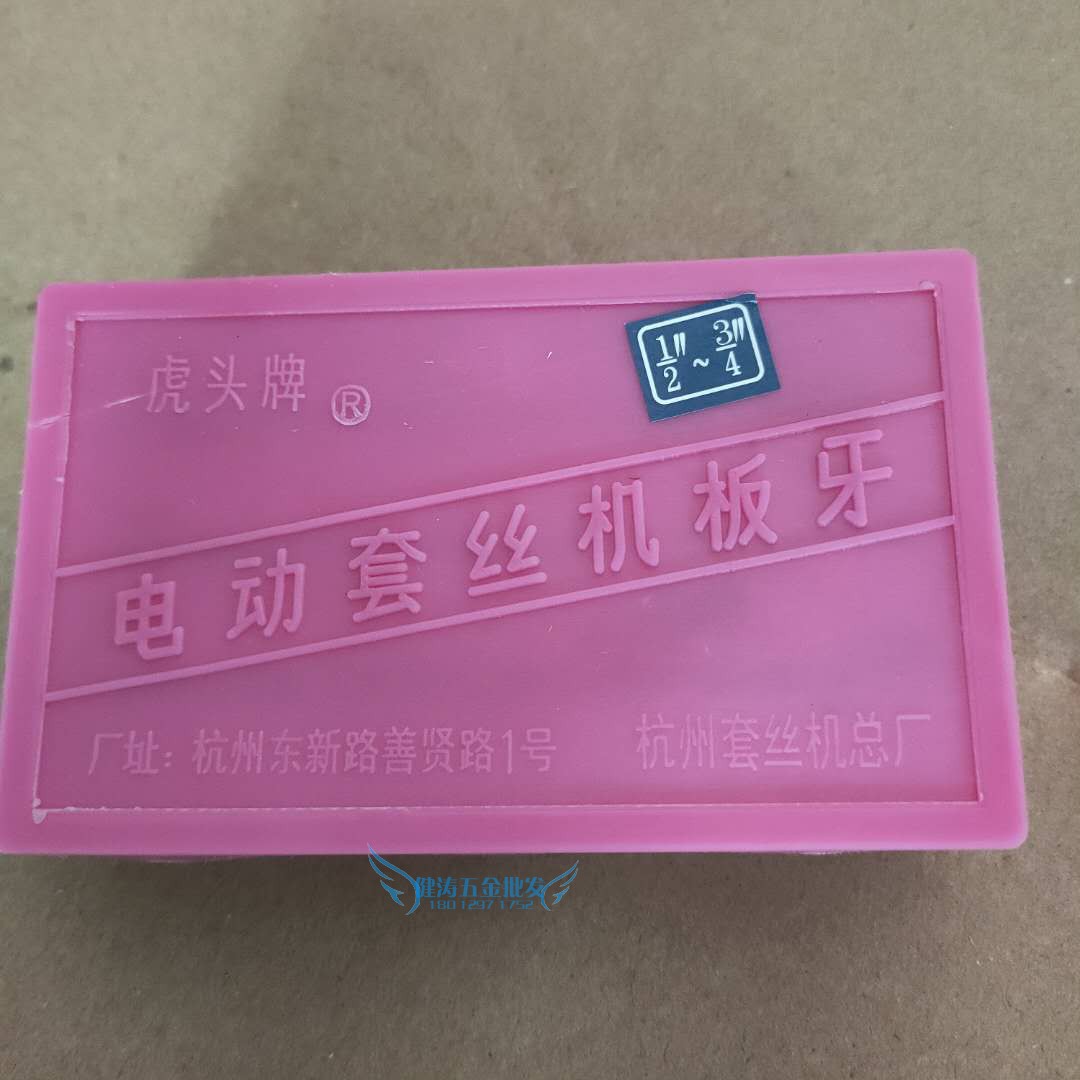 虎头牌 ®
1/2"~3/4"
电动套丝机板牙
厂址：杭州东新路善贤路1号
杭州套丝机总厂
健涛五金批发
18012971752